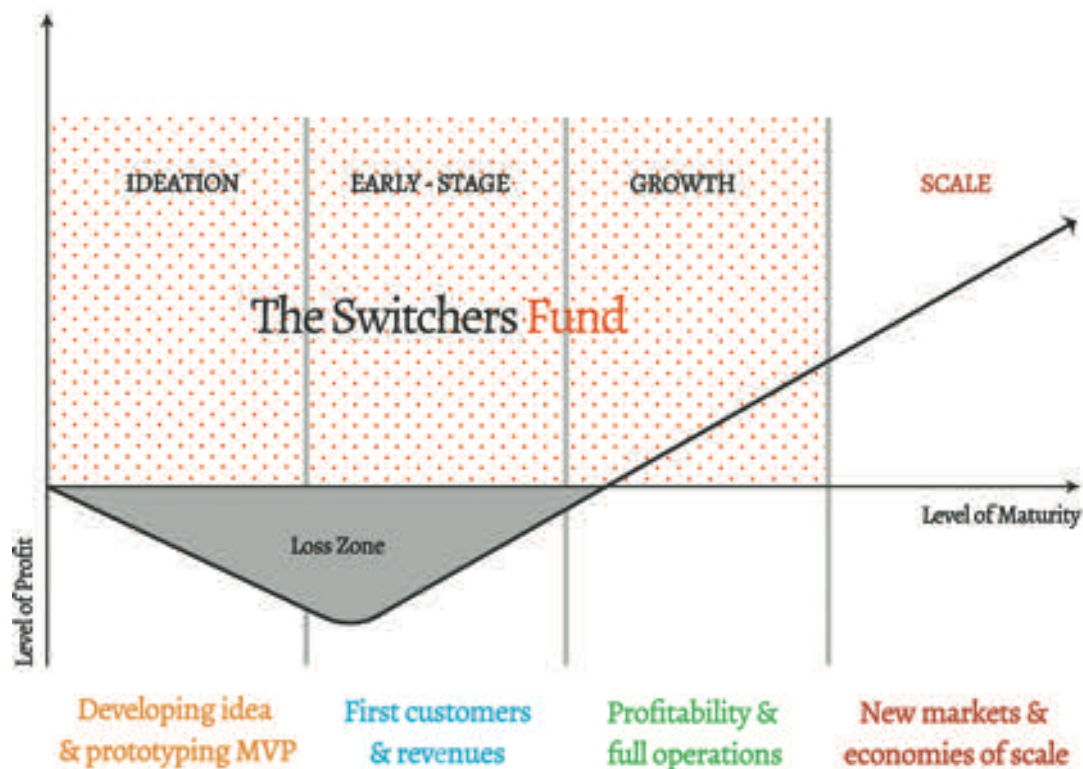 IDEATION
EARLY - STAGE
GROWTH
SCALE
The Switchers Fund
Level of Maturity
Loss Zone
Level of Profit
Developing idea
& prototyping MVP
First customers
& revenues
Profitability &
full operations
New markets &
economies of scale